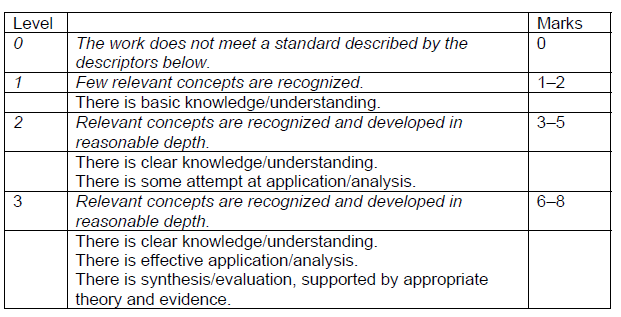 Level Marks
0 The work does not meet a standard described by the 0
descriptors below.
1 Few relevant concepts are recognized. 1–2
There is basic knowledge/understanding.
2 Relevant concepts are recognized and developed in 3–5
reasonable depth.
There is clear knowledge/understanding.
There is some attempt at application/analysis.
3 Relevant concepts are recognized and developed in 6–8
reasonable depth.
There is clear knowledge/understanding.
There is effective application/analysis.
There is synthesis/evaluation, supported by appropriate
theory and evidence.